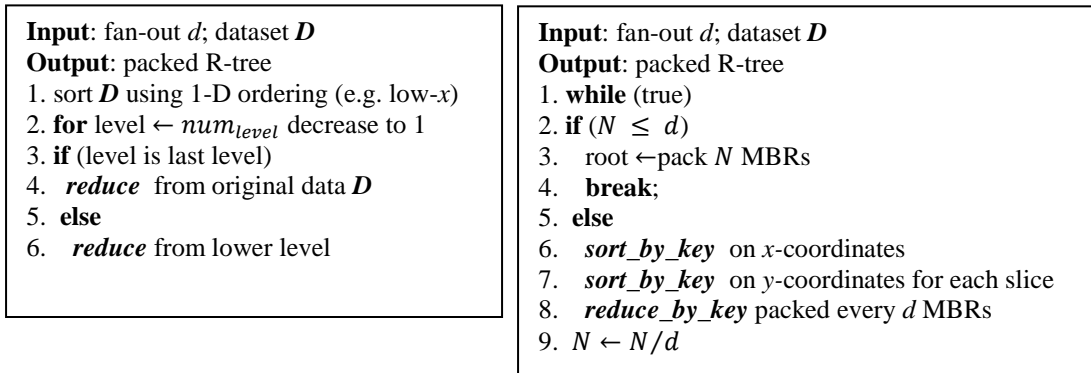 Input: fan-out d; dataset D
Output: packed R-tree
1. sort D using 1-D ordering (e.g. low-x)
2. for level ← num_level decrease to 1
3. if (level is last level)
4. reduce from original data D
5. else
6. reduce from lower level
Input: fan-out d; dataset D
Output: packed R-tree
1. while (true)
2. if (N ≤ d)
3. root ←pack N MBRs
4. break;
5. else
6. sort_by_key on x-coordinates
7. sort_by_key on y-coordinates for each slice
8. reduce_by_key packed every d MBRs
9. N ← N/d